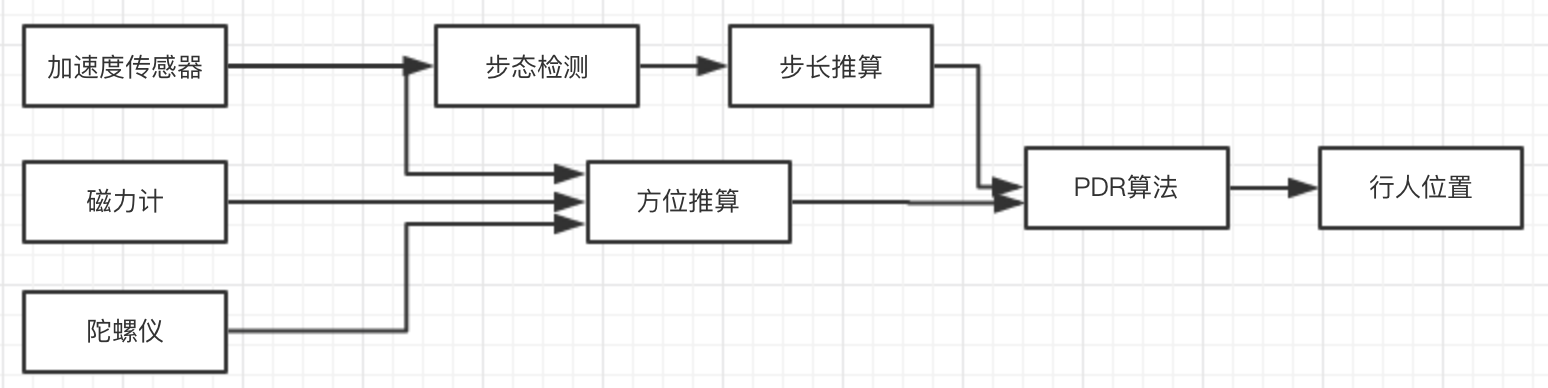 加速度传感器
步态检测
步长推算
磁力计
方位推算
PDR算法
行人位置
陀螺仪